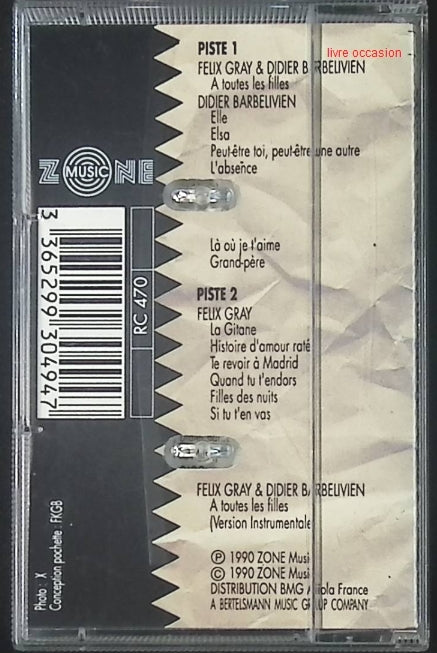 PISTE 1
livre occasion
FELIX GRAY & DIDIER BARBELIVIEN
A toutes les filles
DIDIER BARBELIVIEN
Elle
Elsa
Peut-être toi, peut-être une autre
L'absence
Là où je t'aime
Grand-père
PISTE 2
FELIX GRAY
La Gitane
Histoire d'amour raté
Te revoir à Madrid
Quand tu t'endors
Filles des nuits
Si tu t'en vas
FELIX GRAY & DIDIER BARBELIVIEN
A toutes les filles
(Version Instrumentale
Ⓟ 1990 ZONE Musi
© 1990 ZONE Musi
DISTRIBUTION BMG Ariola France
A BERTELSMANN MUSIC GROUP COMPANY
ZONE
MUSIC
3 365299 304947
RC 470
Photo : X
Conception pochette : FKGB